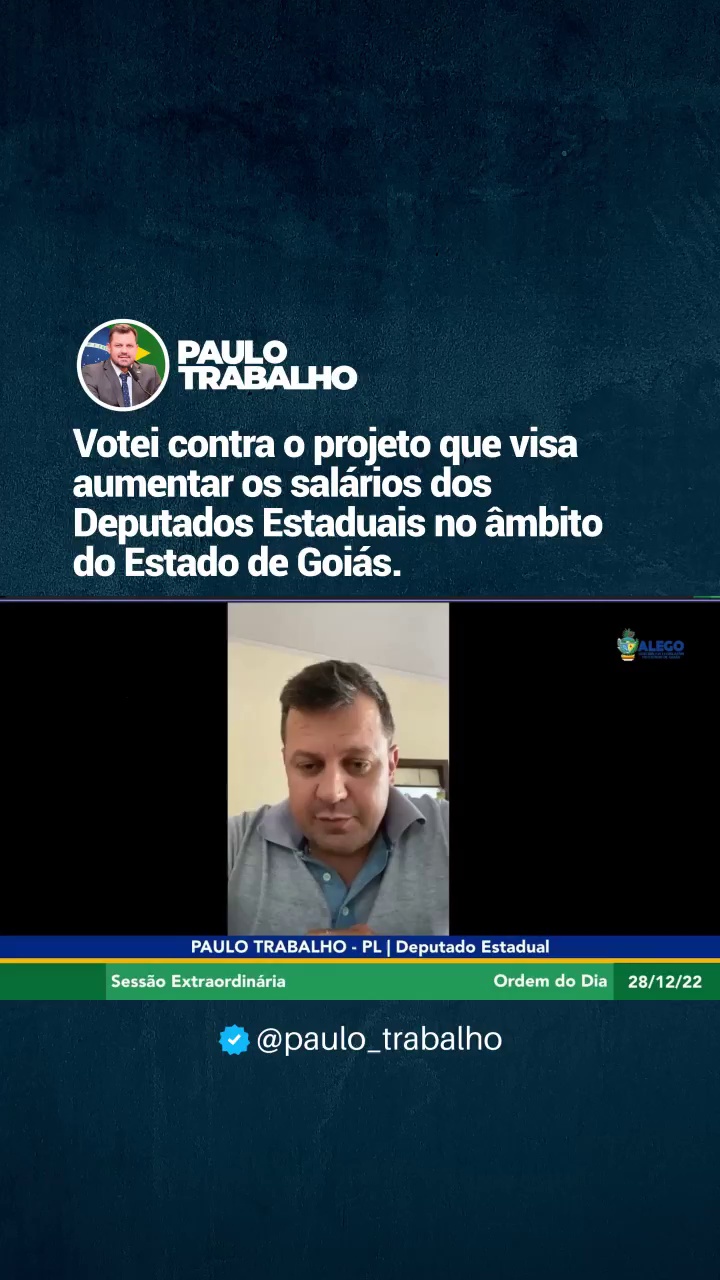 PAULO
TRABALHO
Votei contra o projeto que visa
aumentar os salários dos
Deputados Estaduais no âmbito
do Estado de Goiás.
ALEGO
PAULO TRABALHO - PL | Deputado Estadual
Sessão Extraordinária Ordem do Dia 28/12/22
@paulo_trabalho